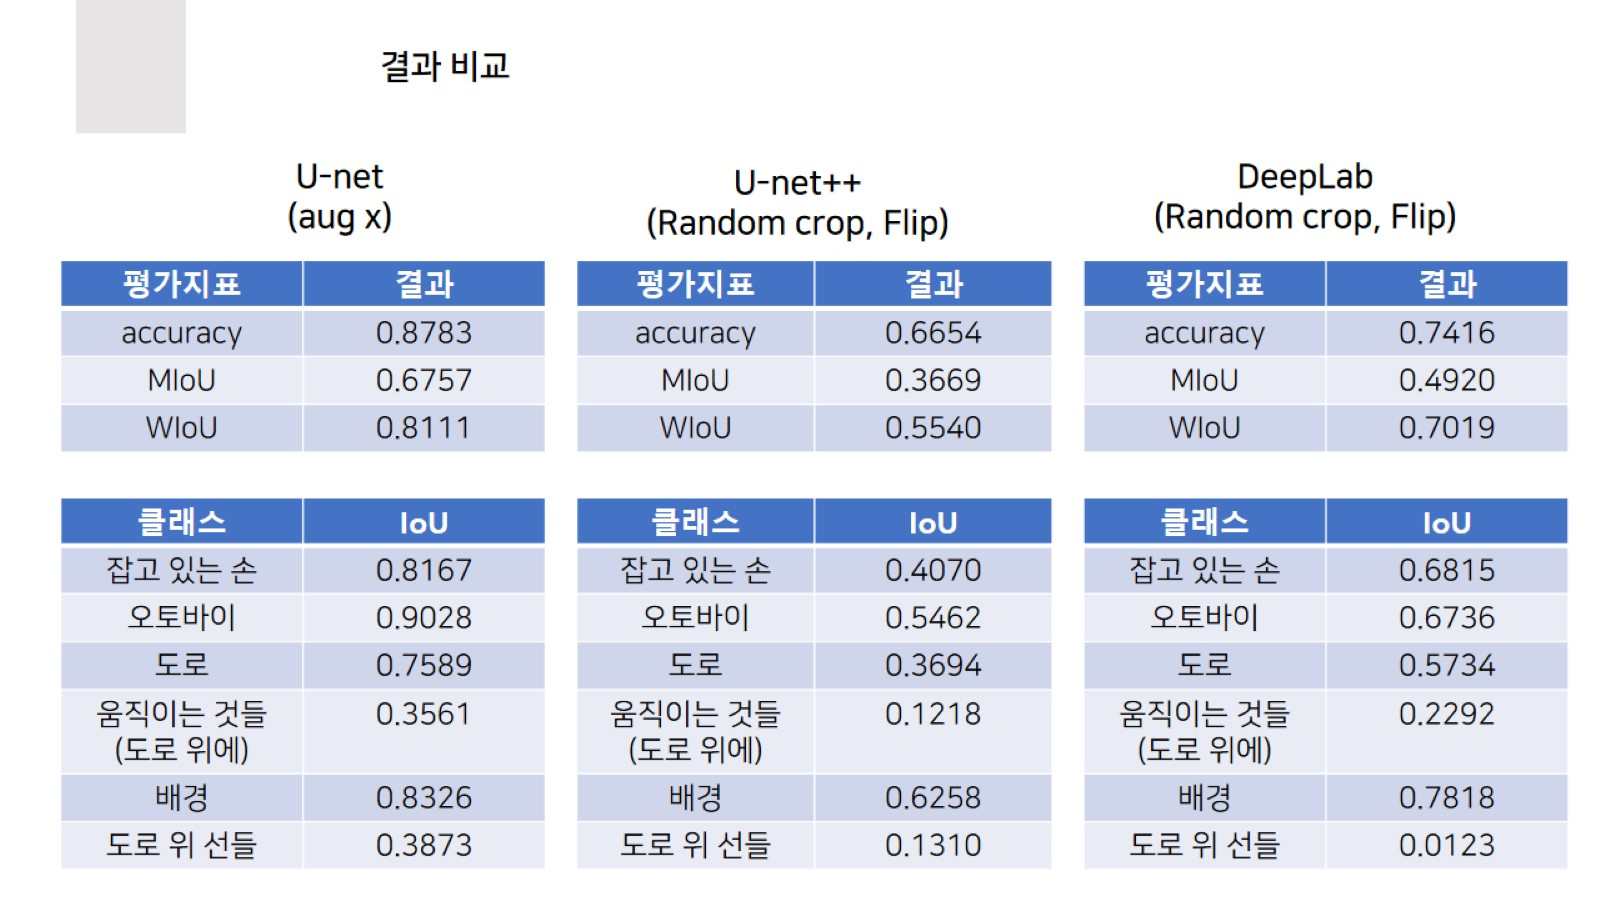 결과 비교
U-net
(aug x)
평가지표 결과
accuracy 0.8783
MIoU 0.6757
WIoU 0.8111
클래스 IoU
잡고 있는 손 0.8167
오토바이 0.9028
도로 0.7589
움직이는 것들 0.3561
(도로 위에)
배경 0.8326
도로 위 선들 0.3873
U-net++
(Random crop, Flip)
평가지표 결과
accuracy 0.6654
MIoU 0.3669
WIoU 0.5540
클래스 IoU
잡고 있는 손 0.4070
오토바이 0.5462
도로 0.3694
움직이는 것들 0.1218
(도로 위에)
배경 0.6258
도로 위 선들 0.1310
DeepLab
(Random crop, Flip)
평가지표 결과
accuracy 0.7416
MIoU 0.4920
WIoU 0.7019
클래스 IoU
잡고 있는 손 0.6815
오토바이 0.6736
도로 0.5734
움직이는 것들 0.2292
(도로 위에)
배경 0.7818
도로 위 선들 0.0123